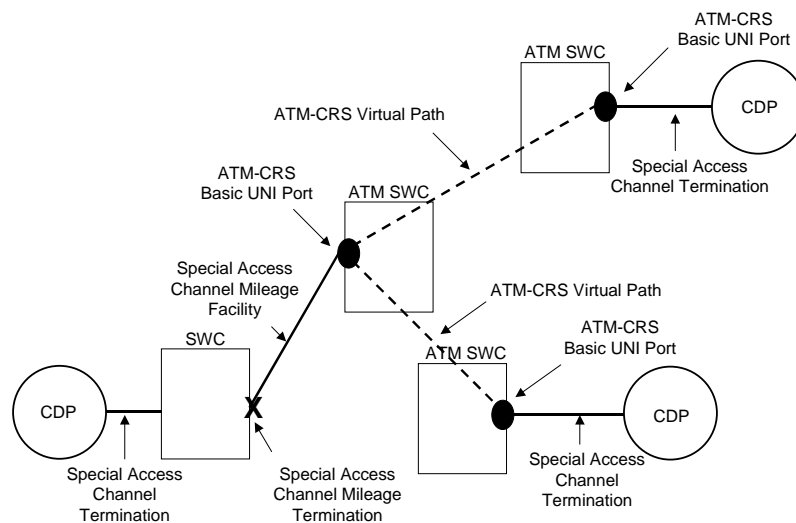 ATM-CRS
Basic UNI Port
ATM SWC
CDP
ATM-CRS Virtual Path
Special Access
Channel Termination
ATM-CRS
Basic UNI Port
ATM SWC
Special Access
Channel Mileage
Facility
ATM-CRS Virtual Path
SWC
ATM-CRS
Basic UNI Port
ATM SWC
CDP
X
CDP
Special Access
Channel
Termination
Special Access
Channel Mileage
Termination
Special Access
Channel
Termination